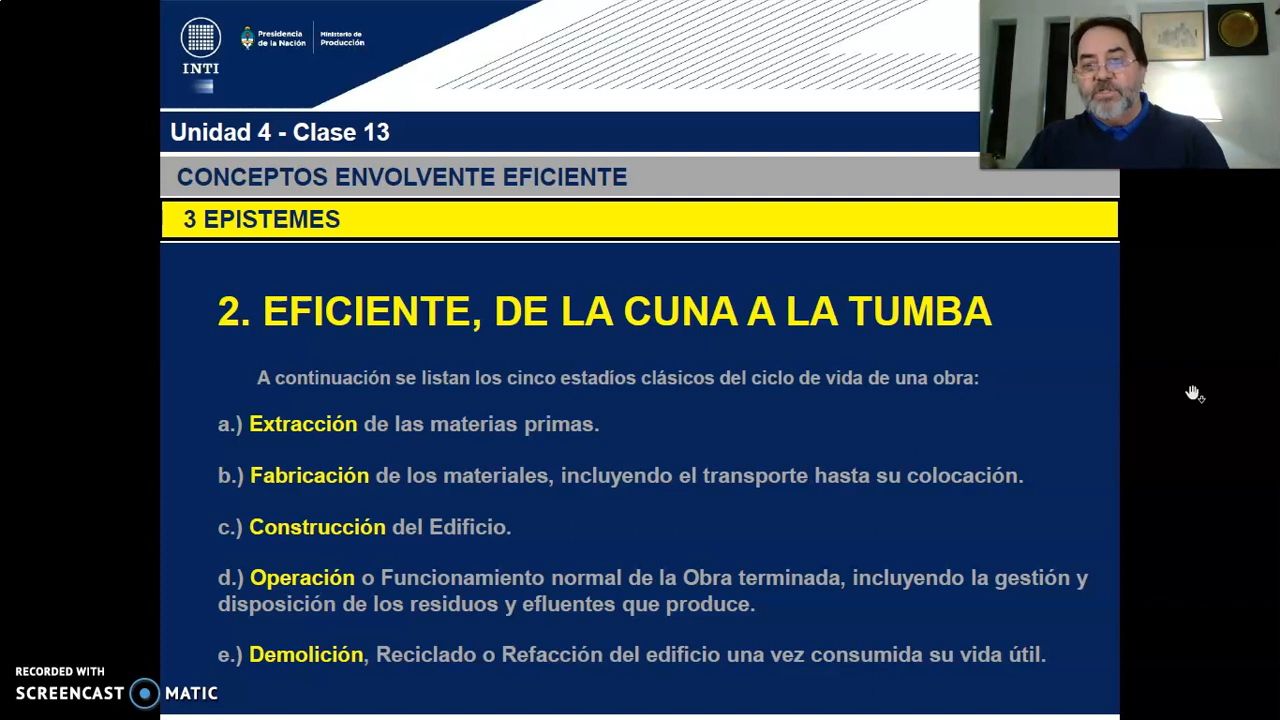 INTI
Presidencia
de la Nación
Ministerio de
Producción
Unidad 4 - Clase 13
CONCEPTOS ENVOLVENTE EFICIENTE
3 EPISTEMES
2. EFICIENTE, DE LA CUNA A LA TUMBA
A continuación se listan los cinco estadíos clásicos del ciclo de vida de una obra:
a.) Extracción de las materias primas.
b.) Fabricación de los materiales, incluyendo el transporte hasta su colocación.
c.) Construcción del Edificio.
d.) Operación o Funcionamiento normal de la Obra terminada, incluyendo la gestión y
disposición de los residuos y efluentes que produce.
e.) Demolición, Reciclado o Refacción del edificio una vez consumida su vida útil.
RECORDED WITH
SCREENCAST MATIC